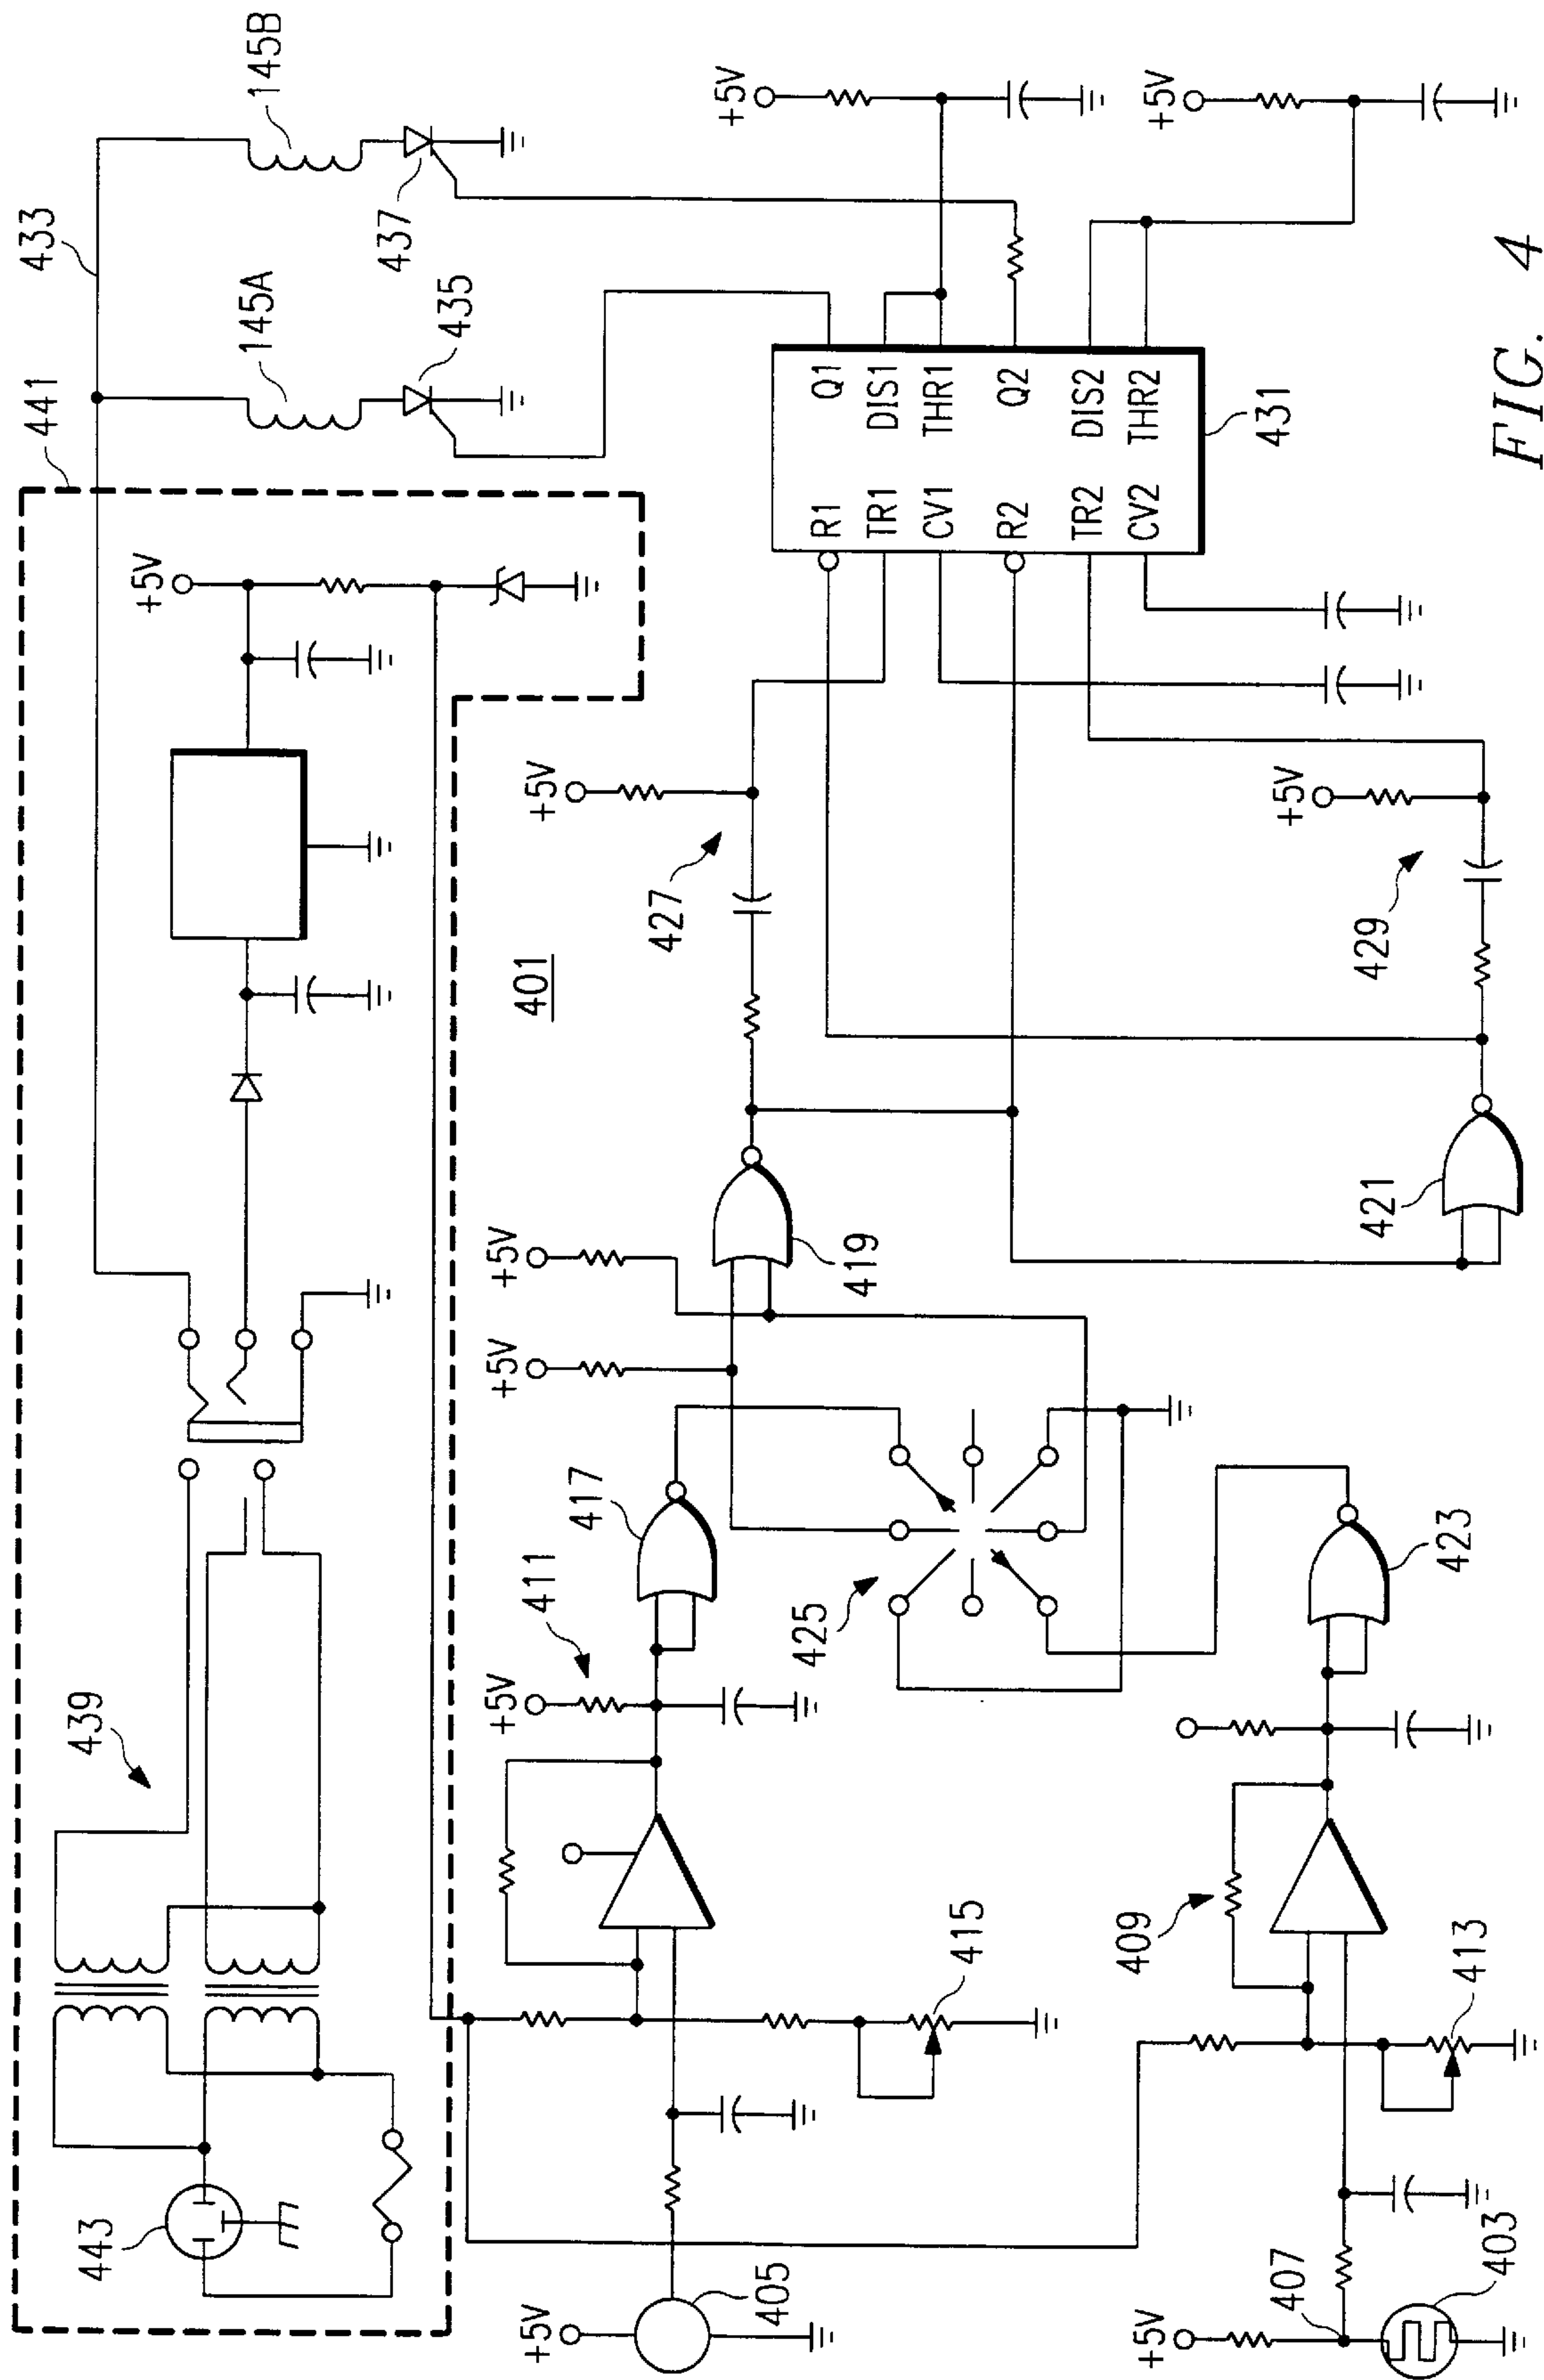 433
441
145A
145B
435
437
439
443
+5V
+5V
+5V
401
427
+5V
R1
TR1
CV1
R2
TR2
CV2
Q1
DIS1
THR1
Q2
DIS2
THR2
431
+5V
429
+5V
+5V
419
421
417
411
+5V
425
423
415
409
413
+5V
405
+5V
407
403
FIG. 4